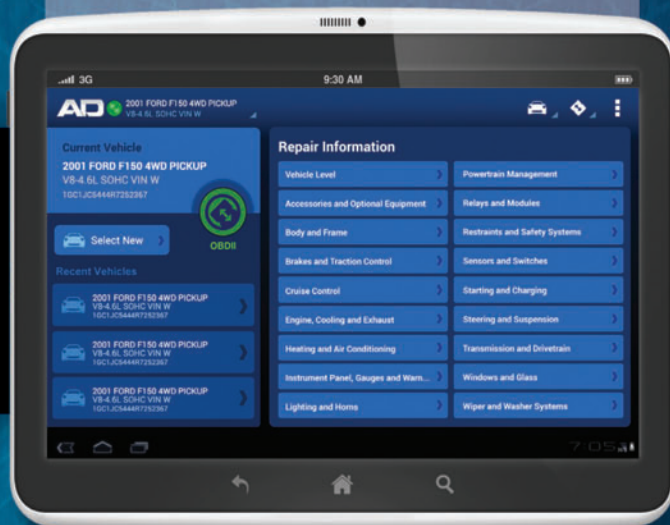 3G
9:30 AM
AD
2001 FORD F150 4WD PICKUP
V8-4.6L SOHC VIN W
Current Vehicle
2001 FORD F150 4WD PICKUP
V8-4.6L SOHC VIN W
1GC1JC5444R7252367
OBDII
Select New
Recent Vehicles
2001 FORD F150 4WD PICKUP
V8-4.6L SOHC VIN W
1GC1JC5444R7252367
2001 FORD F150 4WD PICKUP
V8-4.6L SOHC VIN W
1GC1JC5444R7252367
2001 FORD F150 4WD PICKUP
V8-4.6L SOHC VIN W
1GC1JC5444R7252367
Repair Information
Vehicle Level
Accessories and Optional Equipment
Body and Frame
Brakes and Traction Control
Cruise Control
Engine, Cooling and Exhaust
Heating and Air Conditioning
Instrument Panel, Gauges and Warn...
Lighting and Horns
Powertrain Management
Relays and Modules
Restraints and Safety Systems
Sensors and Switches
Starting and Charging
Steering and Suspension
Transmission and Drivetrain
Windows and Glass
Wiper and Washer Systems
7:05